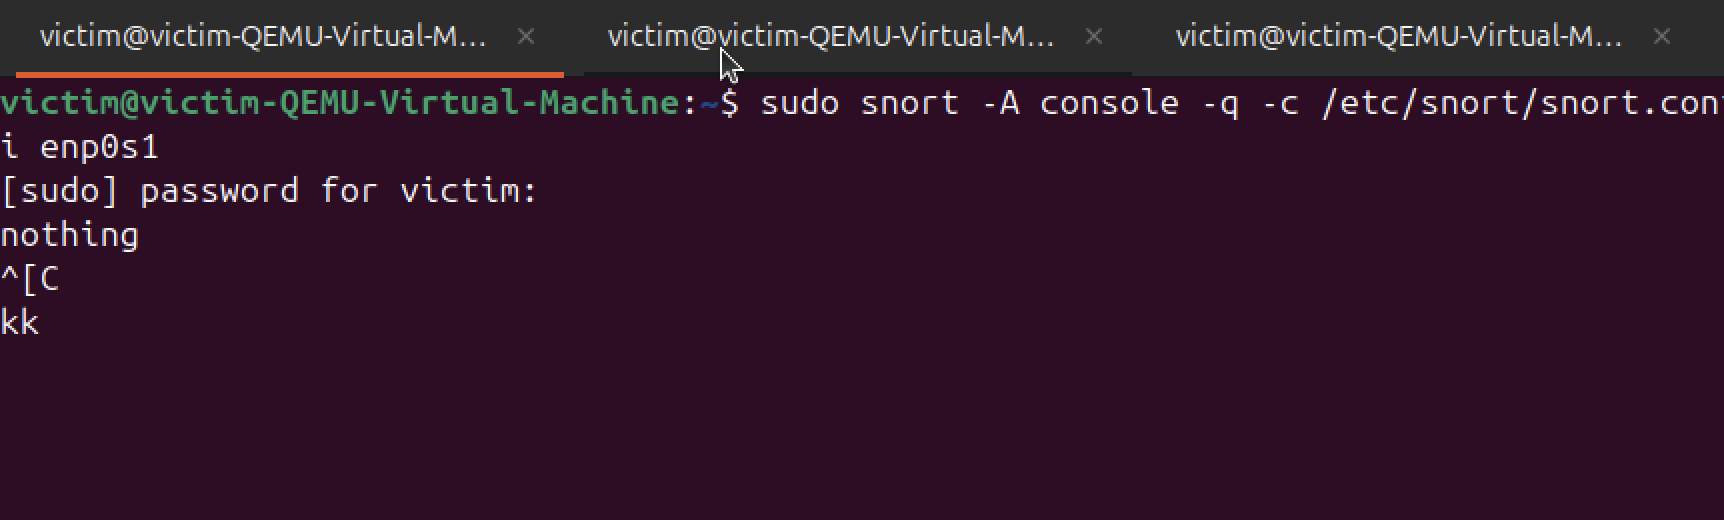 victim@victim-QEMU-Virtual-M...
victim@victim-QEMU-Virtual-M...
victim@victim-QEMU-Virtual-M...
victim@victim-QEMU-Virtual-Machine:~$ sudo snort -A console -q -c /etc/snort/snort.con
i enp0s1
[sudo] password for victim:
nothing
^[C
kk